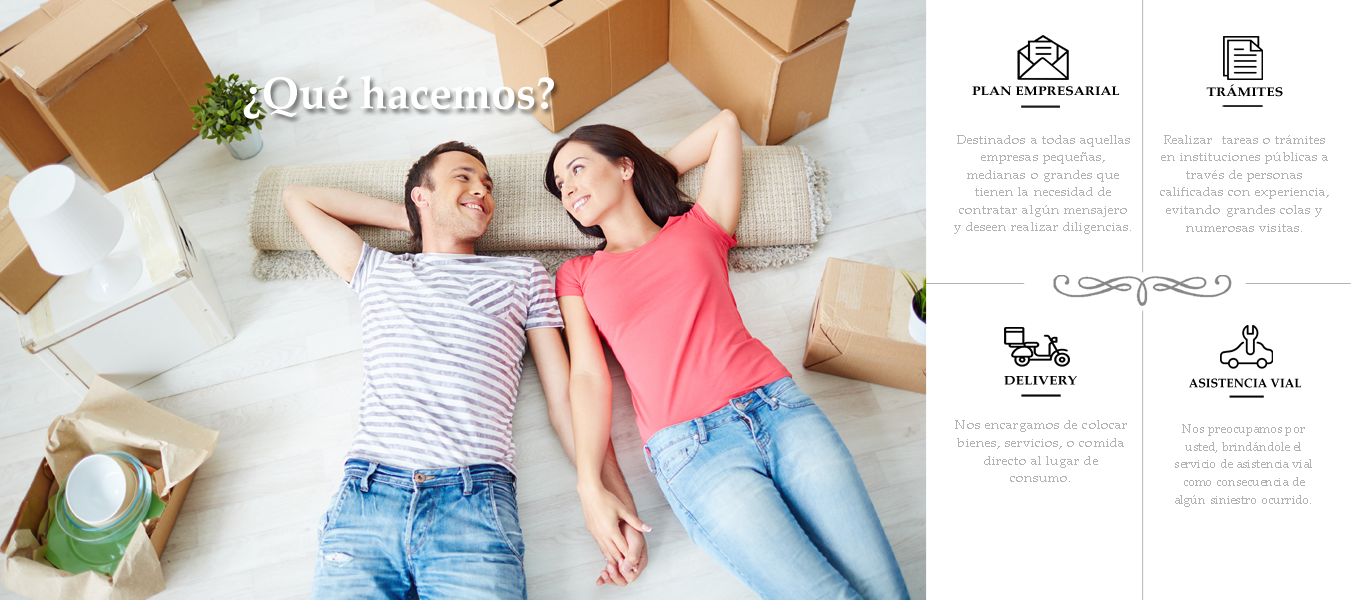 ¿Qué hacemos?
PLAN EMPRESARIAL
Destinados a todas aquellas
empresas pequeñas,
medianas o grandes que
tienen la necesidad de
contratar algún mensajero
y deseen realizar diligencias.
TRÁMITES
Realizar tareas o trámites
en instituciones públicas a
través de personas
calificadas con experiencia,
evitando grandes colas y
numerosas visitas.
DELIVERY
Nos encargamos de colocar
bienes, servicios, o comida
directo al lugar de
consumo.
ASISTENCIA VIAL
Nos preocupamos por
usted, brindándole el
servicio de asistencia vial
como consecuencia de
algún siniestro ocurrido.